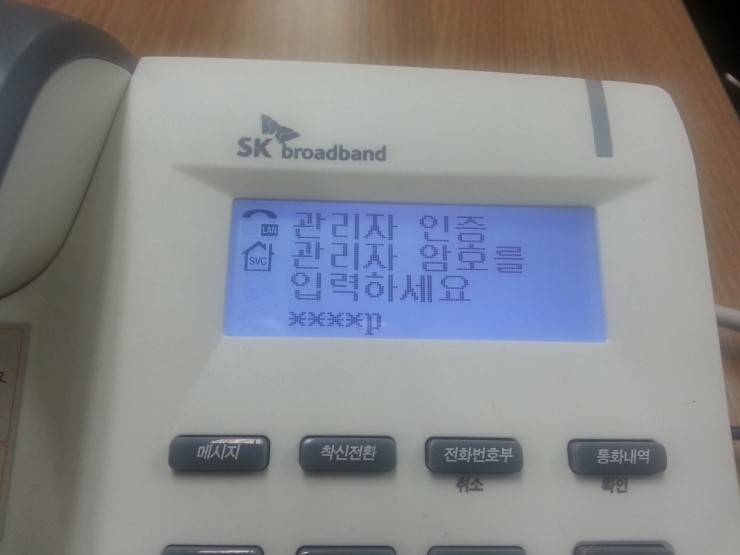 SK broadband
LAN
관리자 인증
SVC
관리자 암호를
입력하세요
****p
메시지
착신전환
전화번호부
통화내역
취소
확인